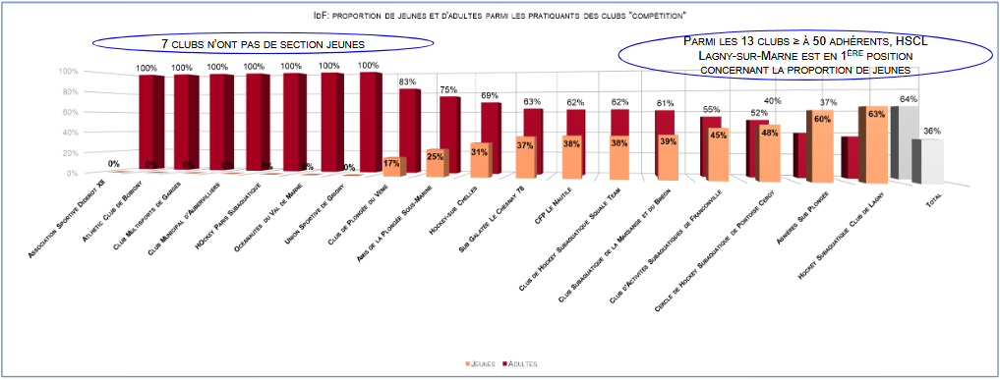 IdF: proportion de jeunes et d'adultes parmi les pratiquants des clubs "compétition"
7 clubs n'ont pas de section jeunes
Parmi les 13 clubs ≥ à 50 adhérents, HSCL
Lagny-sur-Marne est en 1ère position
concernant la proportion de jeunes
100%
80%
60%
40%
20%
0%
0%
100%
0%
100%
0%
100%
0%
100%
0%
100%
0%
100%
0%
83%
17%
75%
25%
69%
31%
63%
37%
62%
38%
62%
38%
61%
39%
55%
45%
52%
48%
40%
60%
37%
63%
64%
36%
Association Sportive Diderot XII
Athletic Club de Bobigny
Club Multisports de Garges
Club Municipal d'Aubervilliers
HOckey Paris Subaquatique
Océanautes du Val de Marne
Union Sportive de Grigny
Club de Plongée du Vème
Amis de la Plongée Sous-Marine
Hockey-sub Chelles
Sub Galatée Le Chesnay 78
CFP Le Nautile
Club de Hockey Subaquatique Squale Team
Club Subaquatique de la Marsange et du Bréon
Club d'Activités Subaquatiques de Franconville
Cercle de Hockey Subaquatique de Pontoise Cergy
Asnières Sub Plongée
Hockey Subaquatique Club de Lagny
Total
Jeunes
Adultes